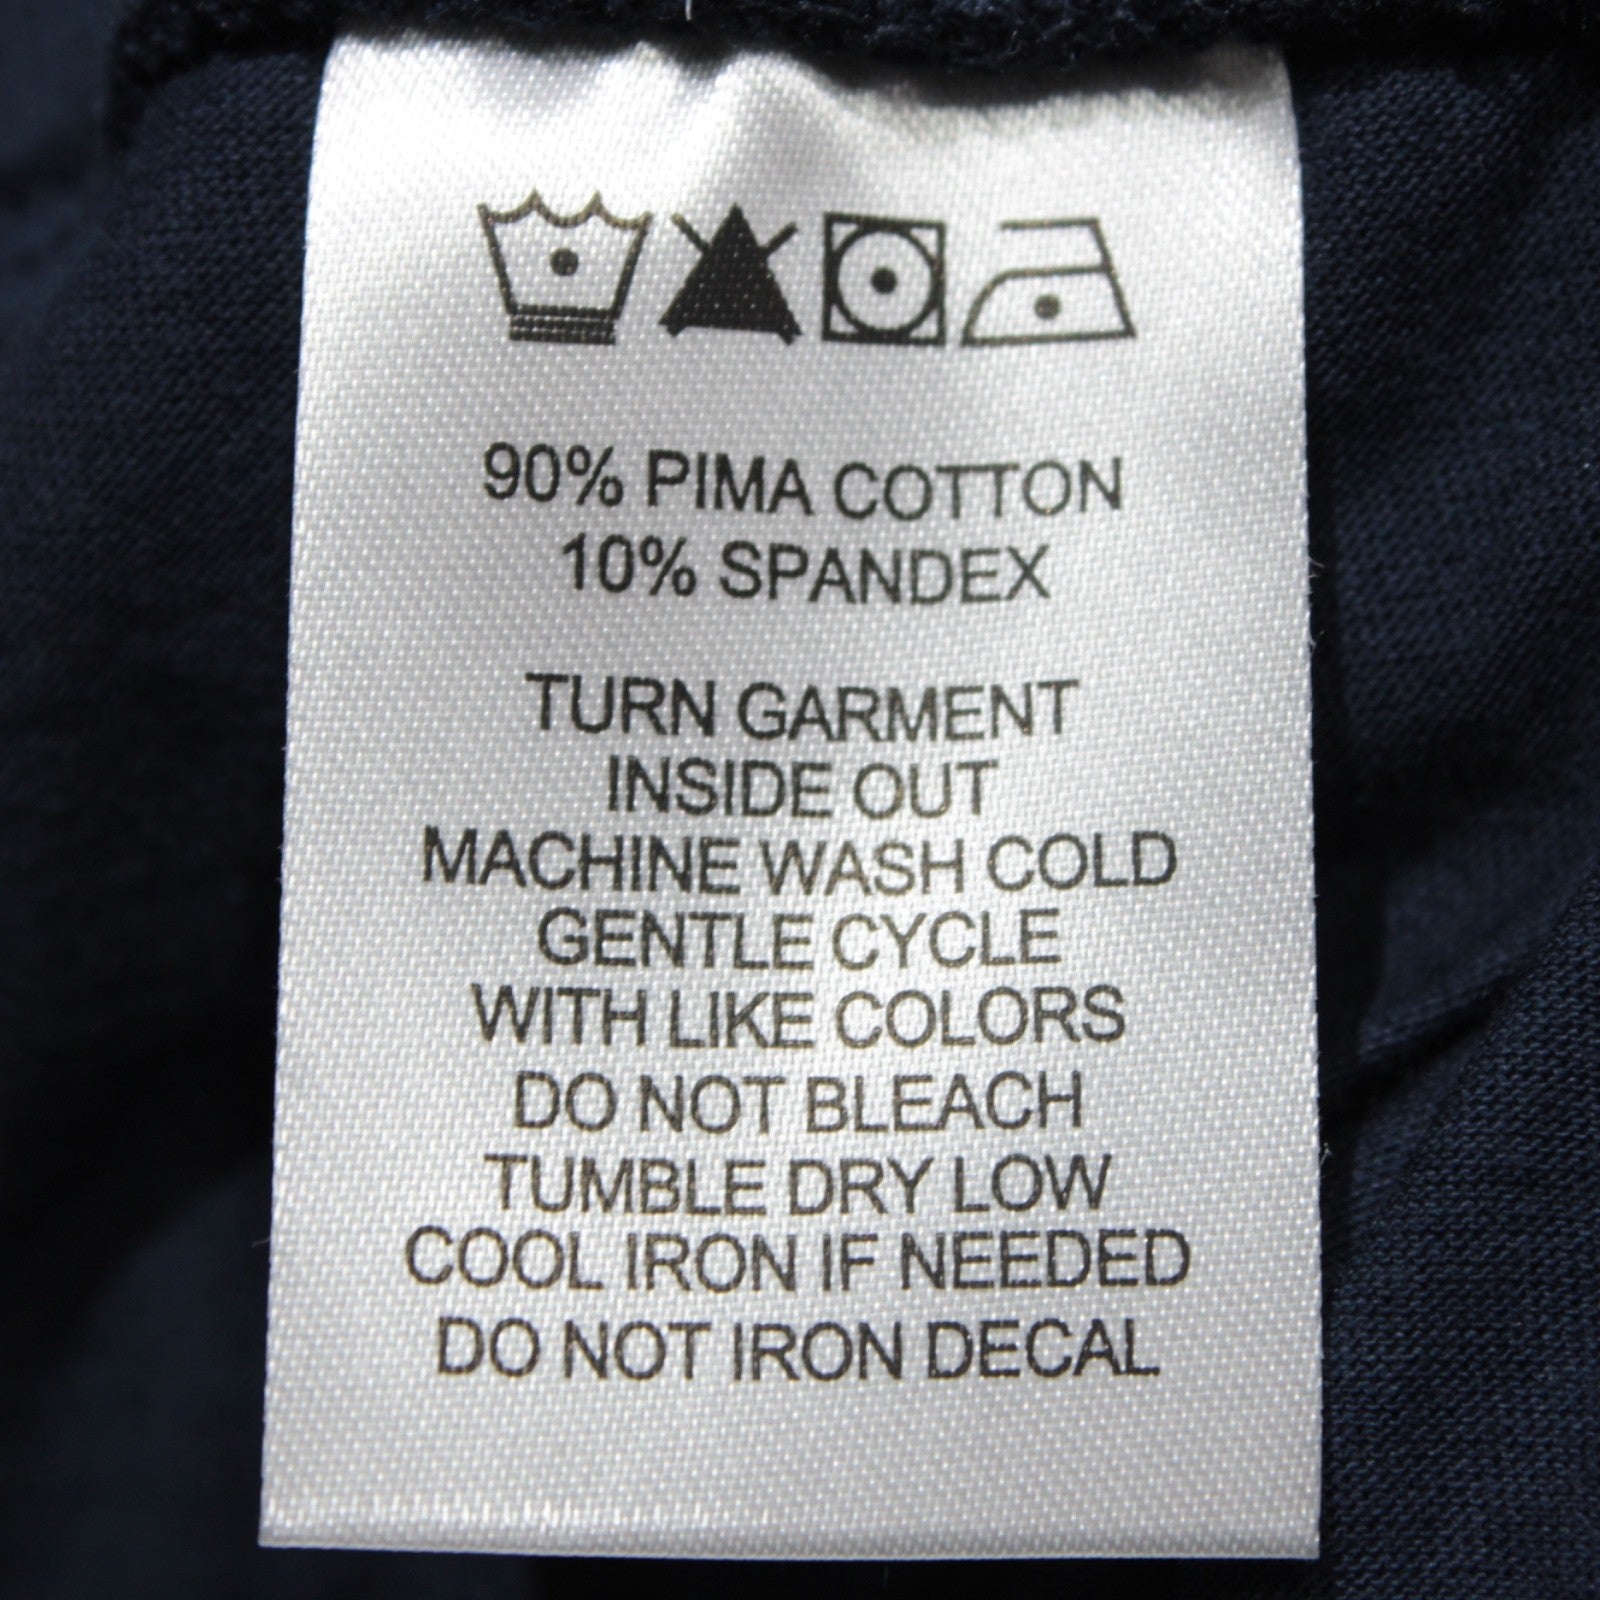 90% PIMA COTTON
10% SPANDEX
TURN GARMENT
INSIDE OUT
MACHINE WASH COLD
GENTLE CYCLE
WITH LIKE COLORS
DO NOT BLEACH
TUMBLE DRY LOW
COOL IRON IF NEEDED
DO NOT IRON DECAL